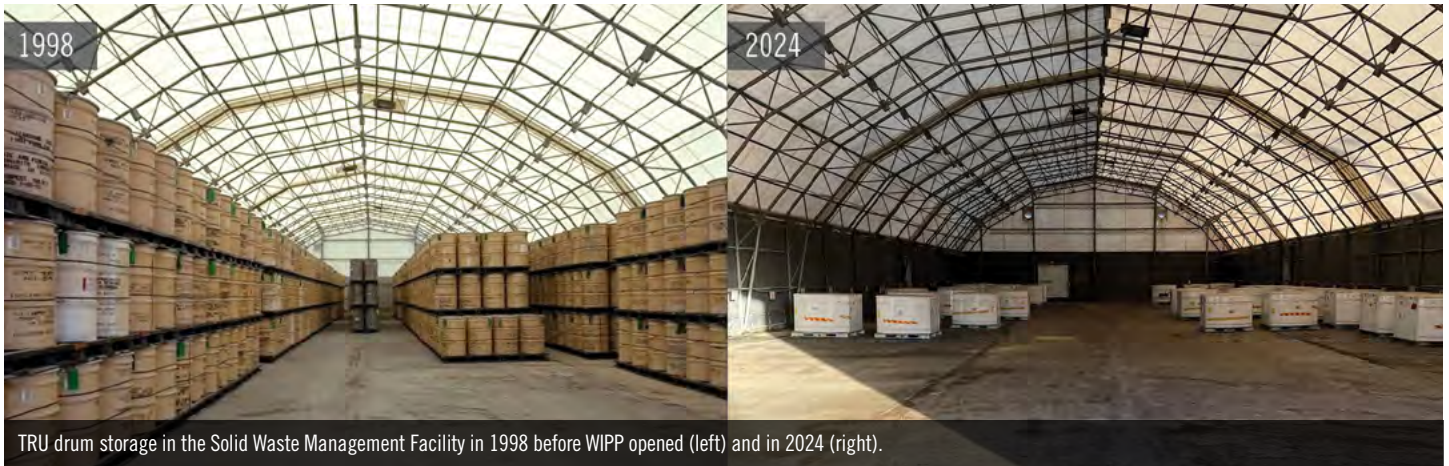 1998
2024
TRU drum storage in the Solid Waste Management Facility in 1998 before WIPP opened (left) and in 2024 (right).